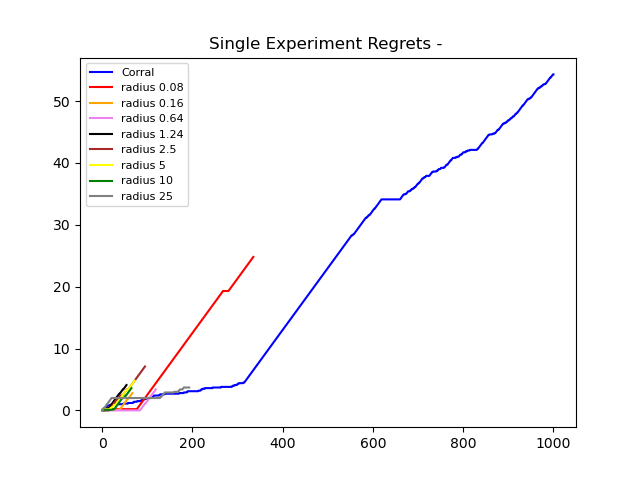 Single Experiment Regrets -
Corral
radius 0.08
radius 0.16
radius 0.64
radius 1.24
radius 2.5
radius 5
radius 10
radius 25
50
40
30
20
10
0
0 200 400 600 800 1000